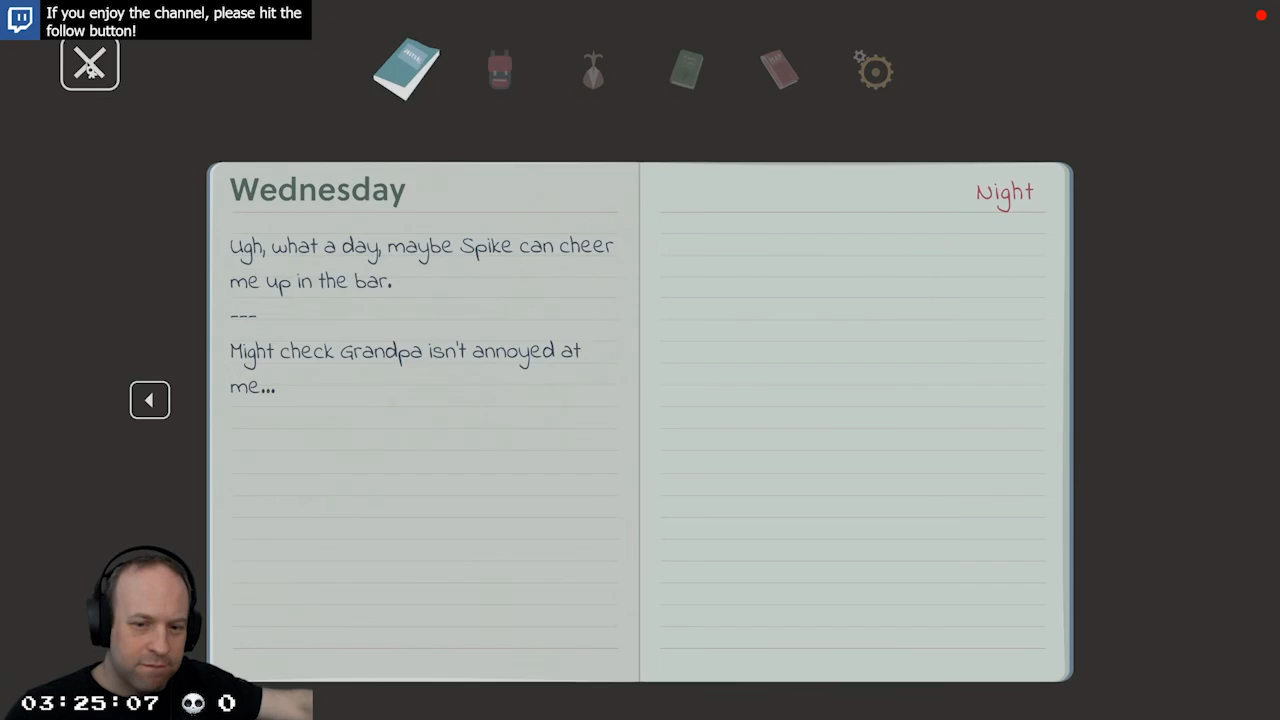 If you enjoy the channel, please hit the
follow button!
Wednesday
Night
Ugh, what a day, maybe Spike can cheer
me up in the bar.
---
Might check Grandpa isn't annoyed at
me...
03:25:07 0